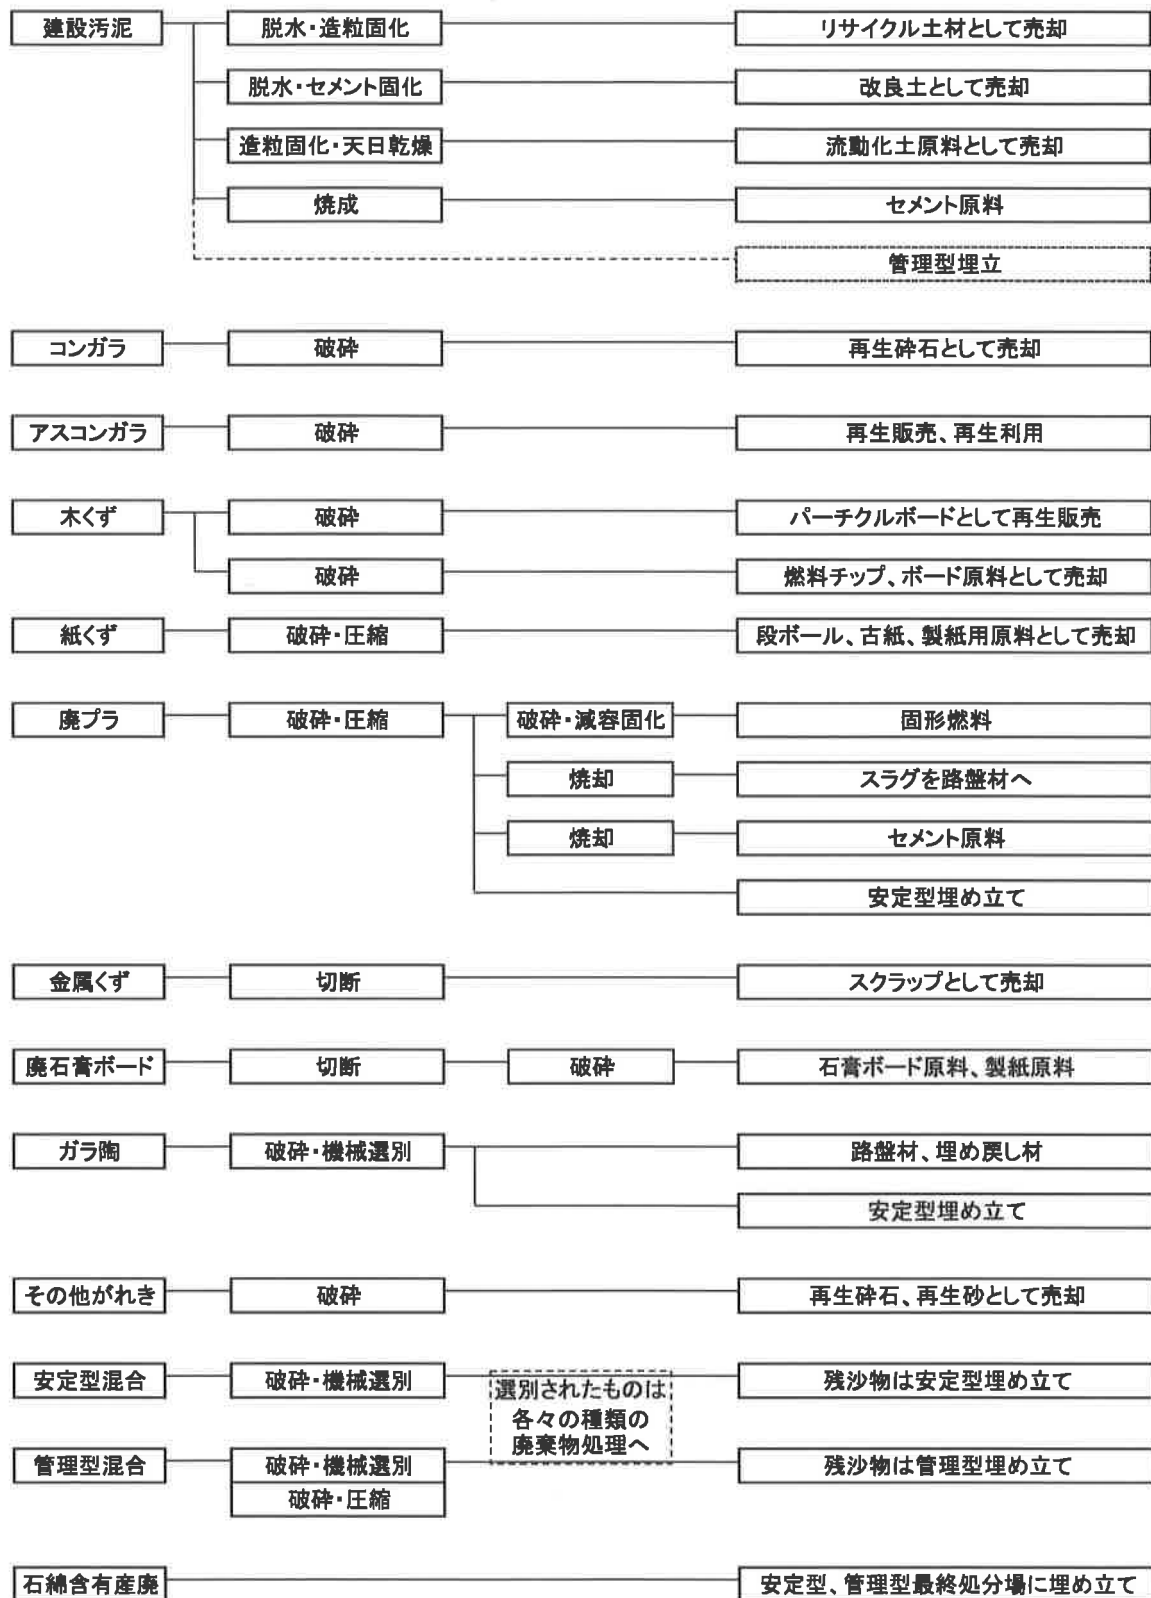 建設汚泥 脱水・造粒固化 リサイクル土材として売却
脱水・セメント固化 改良土として売却
造粒固化・天日乾燥 流動化土原料として売却
焼成 セメント原料
管理型埋立
コンガラ 破砕 再生砕石として売却
アスコンガラ 破砕 再生販売、再生利用
木くず 破砕 パーチクルボードとして再生販売
破砕 燃料チップ、ボード原料として売却
紙くず 破砕・圧縮 段ボール、古紙、製紙用原料として売却
廃プラ 破砕・圧縮 破砕・減容固化 固形燃料
焼却 スラグを路盤材へ
焼却 セメント原料
安定型埋め立て
金属くず 切断 スクラップとして売却
廃石膏ボード 切断 破砕 石膏ボード原料、製紙原料
ガラ陶 破砕・機械選別 路盤材、埋め戻し材
安定型埋め立て
その他がれき 破砕 再生砕石、再生砂として売却
安定型混合 破砕・機械選別 選別されたものは 残沙物は安定型埋め立て
各々の種類の
廃棄物処理へ
管理型混合 破砕・機械選別 残沙物は管理型埋め立て
破砕・圧縮
石綿含有産廃 安定型、管理型最終処分場に埋め立て